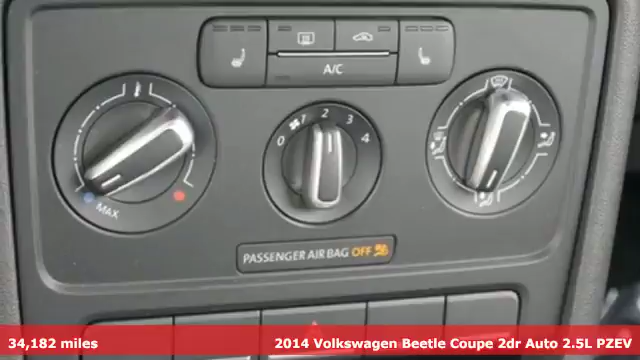 A/C
0 1 2 3 4
MAX
PASSENGER AIR BAG OFF
34,182 miles
2014 Volkswagen Beetle Coupe 2dr Auto 2.5L PZEV